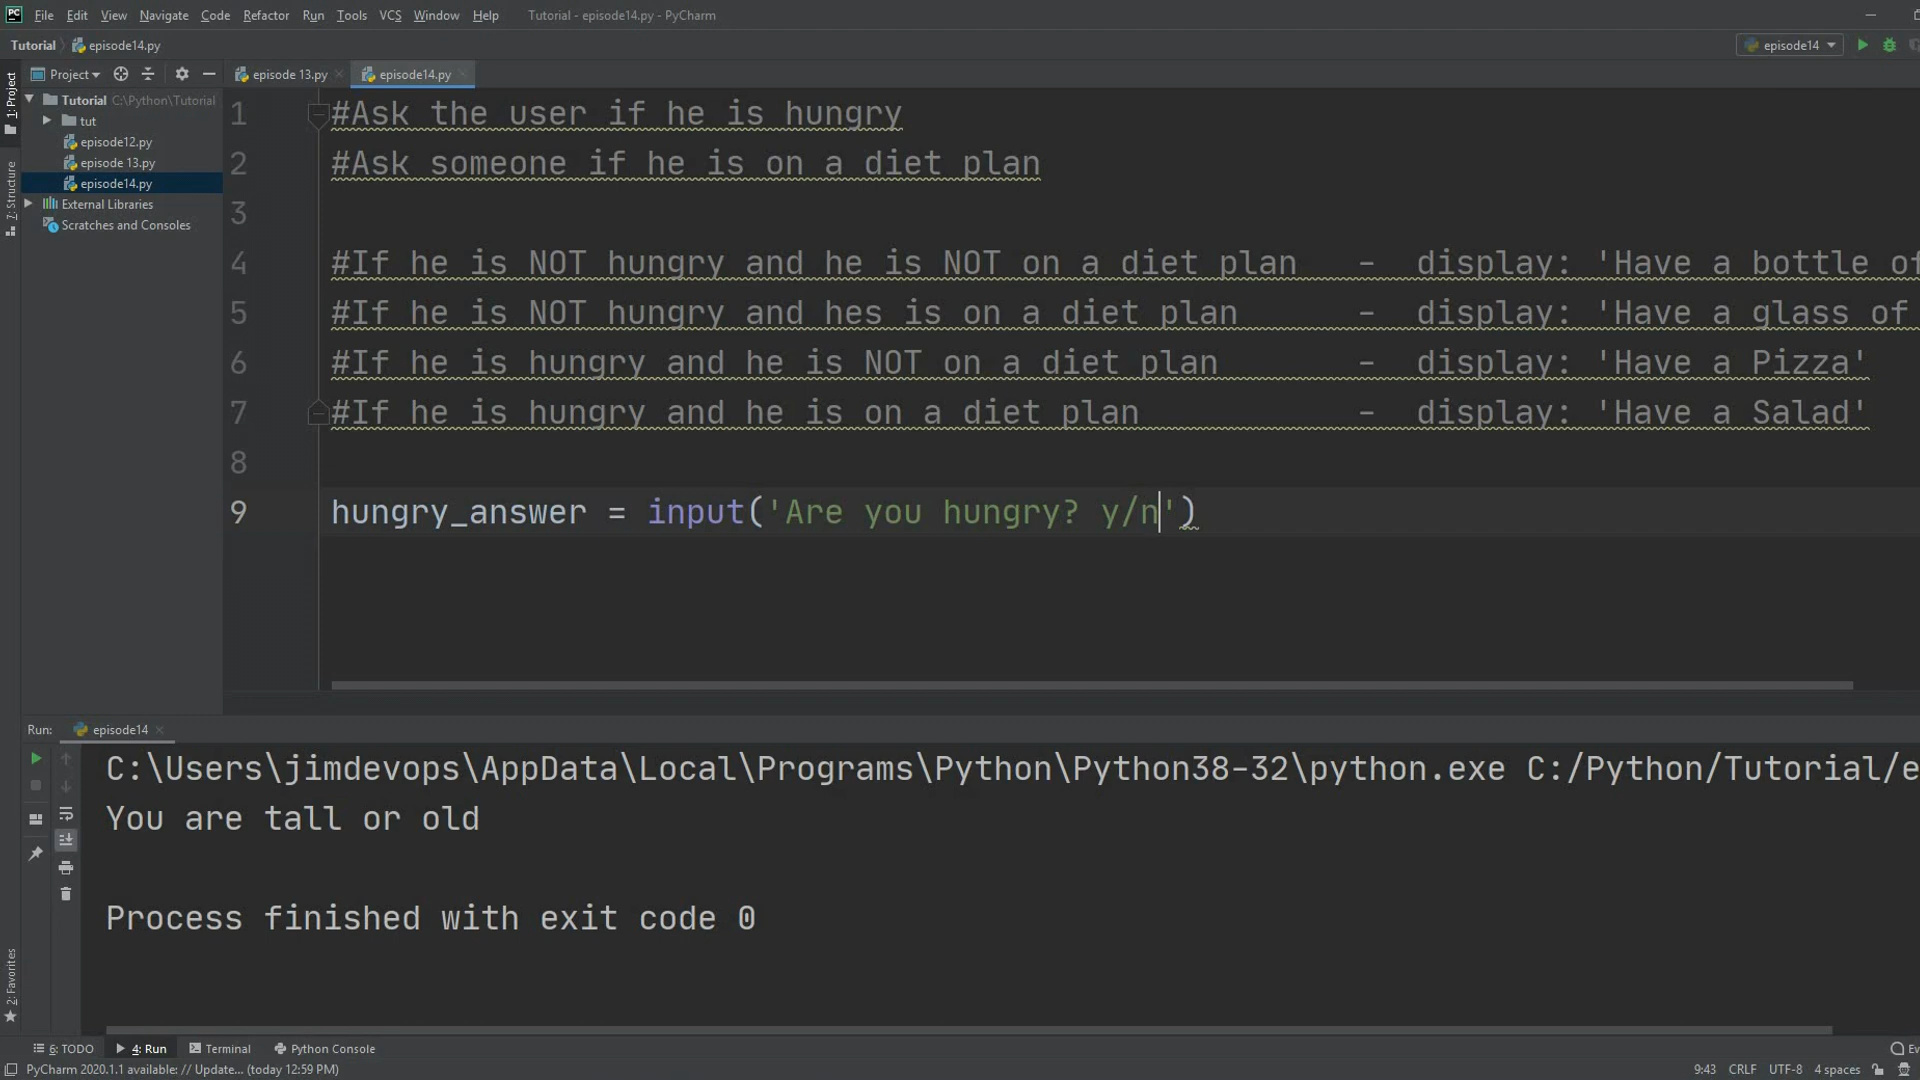 PC File Edit View Navigate Code Refactor Run Tools VCS Window Help Tutorial - episode14.py - PyCharm
Tutorial episode14.py episode14
1: Project
Project episode 13.py episode14.py
Tutorial C:\Python\Tutorial
tut
episode12.py
episode 13.py
episode14.py
External Libraries
Scratches and Consoles
7: Structure
1 #Ask the user if he is hungry
2 #Ask someone if he is on a diet plan
3
4 #If he is NOT hungry and he is NOT on a diet plan - display: 'Have a bottle of
5 #If he is NOT hungry and hes is on a diet plan - display: 'Have a glass of
6 #If he is hungry and he is NOT on a diet plan - display: 'Have a Pizza'
7 #If he is hungry and he is on a diet plan - display: 'Have a Salad'
8
9 hungry_answer = input('Are you hungry? y/n')
Run: episode14
C:\Users\jimdevops\AppData\Local\Programs\Python\Python38-32\python.exe C:/Python/Tutorial/e
You are tall or old
Process finished with exit code 0
2: Favorites
6: TODO 4: Run Terminal Python Console Ev
PyCharm 2020.1.1 available: // Update... (today 12:59 PM) 9:43 CRLF UTF-8 4 spaces